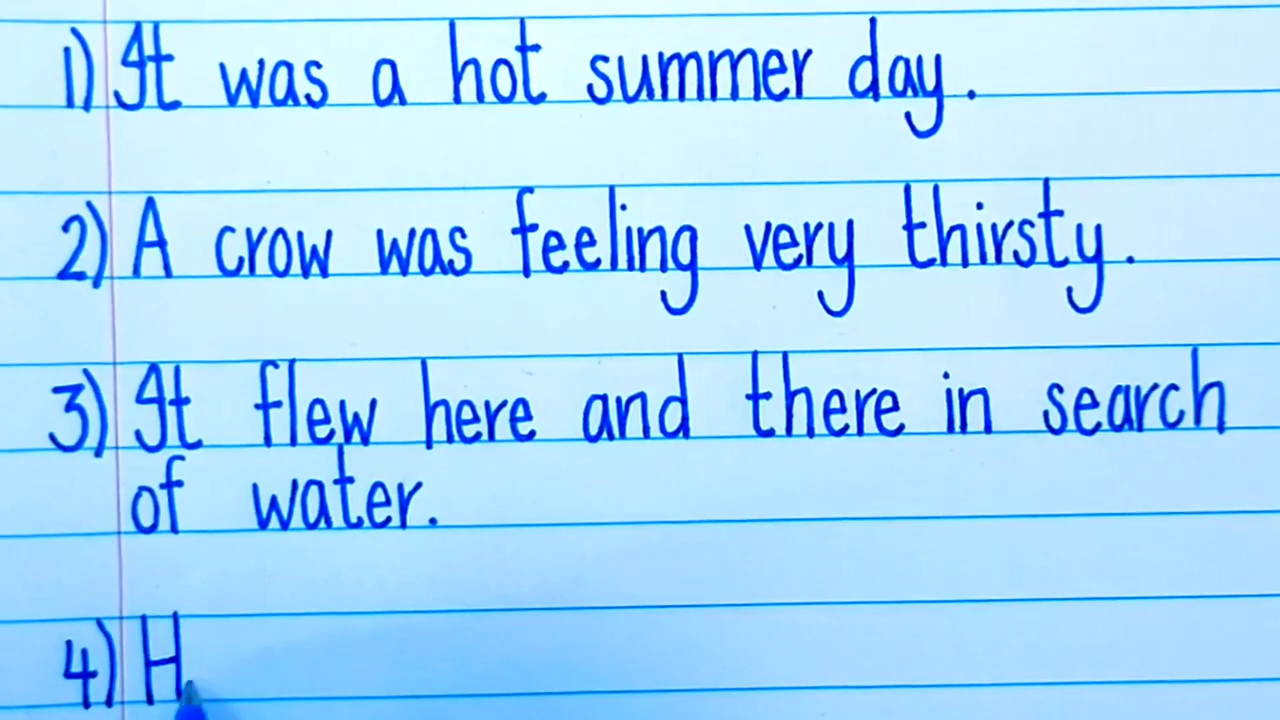 1) It was a hot summer day.
2) A crow was feeling very thirsty.
3) It flew here and there in search
of water.
4) H